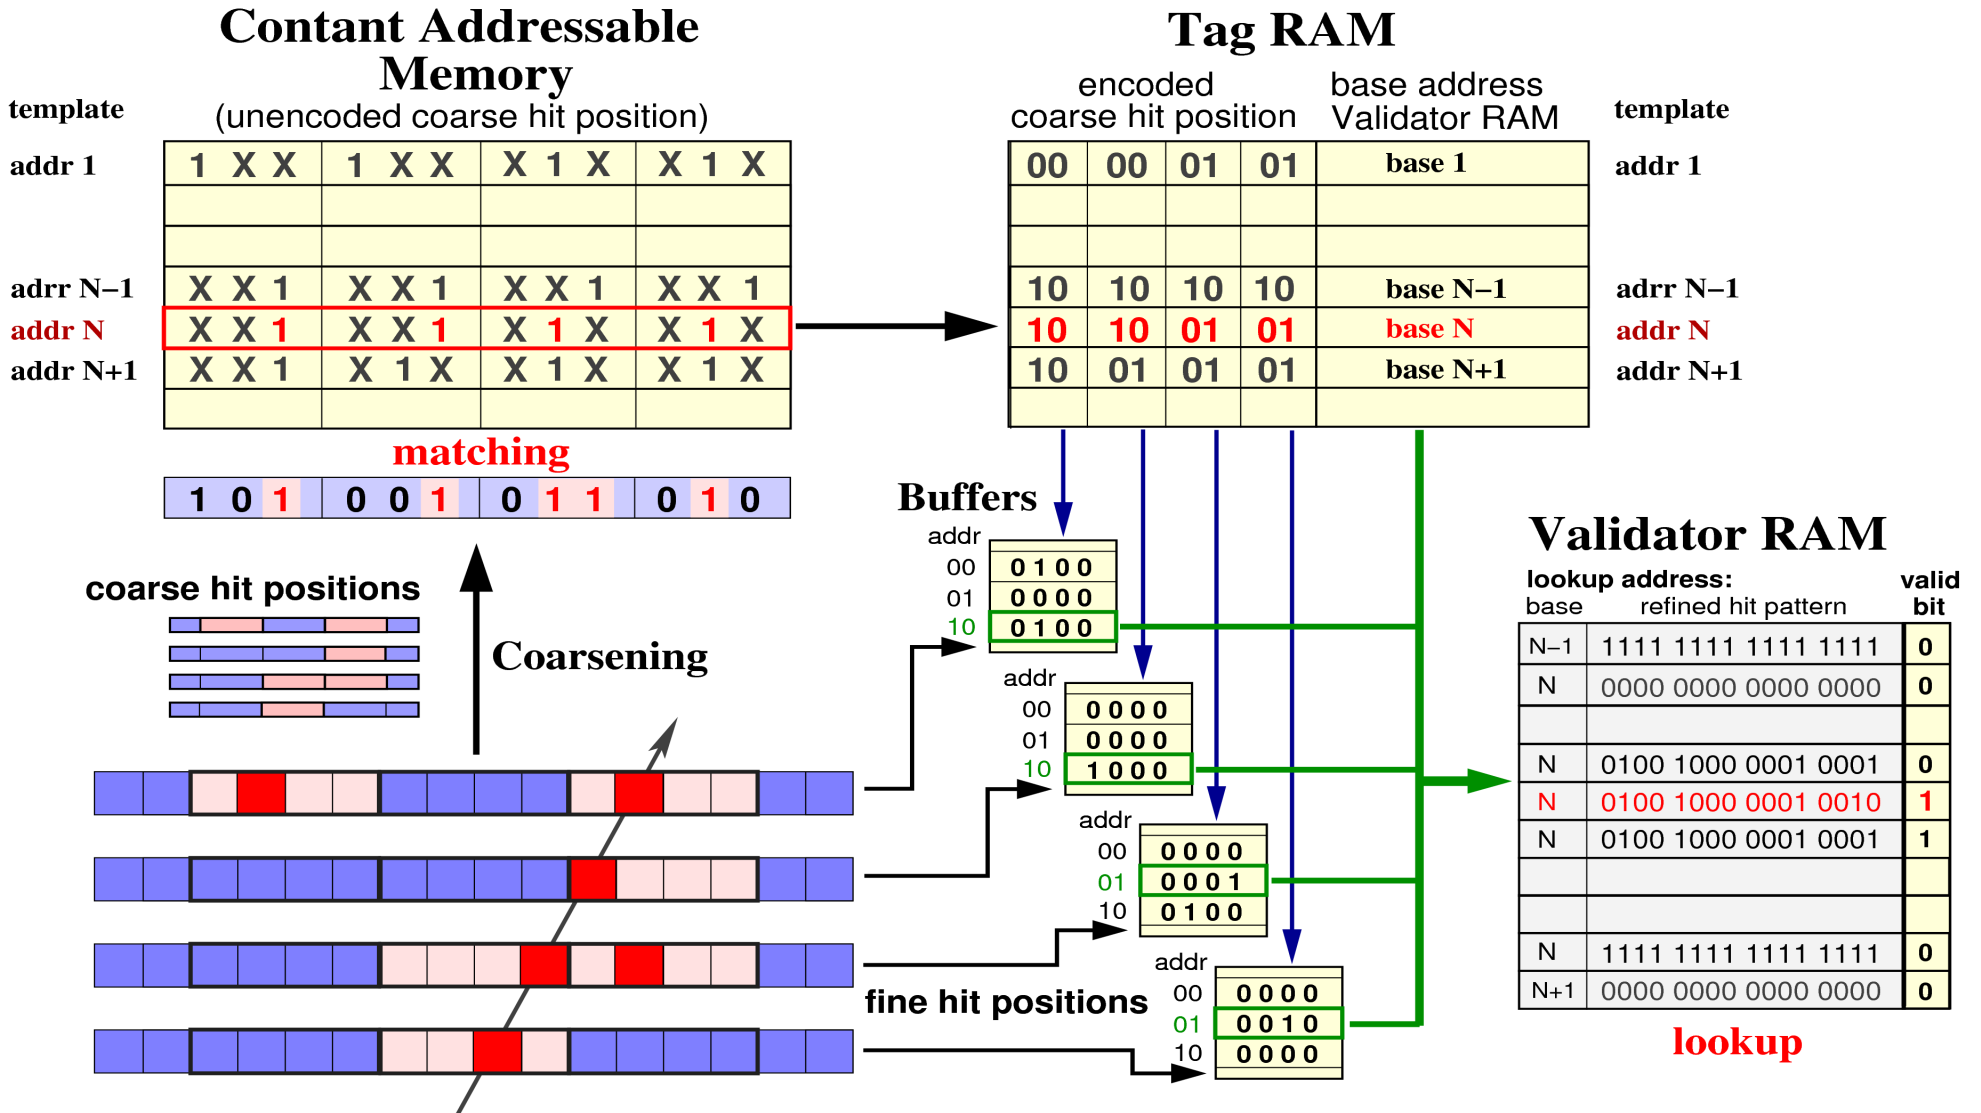 Contant Addressable
Memory
(unencoded coarse hit position)
template
addr 1
1 X X 1 X X X 1 X X 1 X
adrr N−1
X X 1 X X 1 X X 1 X X 1
addr N
X X 1 X X 1 X 1 X X 1 X
addr N+1
X X 1 X 1 X X 1 X X 1 X
matching
1 0 1 0 0 1 0 1 1 0 1 0
coarse hit positions
Coarsening
Tag RAM
encoded
coarse hit position
base address
Validator RAM
template
00 00 01 01 base 1 addr 1
10 10 10 10 base N−1 adrr N−1
10 10 01 01 base N addr N
10 01 01 01 base N+1 addr N+1
Buffers
addr
00 0 1 0 0
01 0 0 0 0
10 0 1 0 0
addr
00 0 0 0 0
01 0 0 0 0
10 1 0 0 0
addr
00 0 0 0 0
01 0 0 0 1
10 0 1 0 0
addr
00 0 0 0 0
01 0 0 1 0
10 0 0 0 0
fine hit positions
Validator RAM
lookup address: valid
base refined hit pattern bit
N−1 1111 1111 1111 1111 0
N 0000 0000 0000 0000 0
N 0100 1000 0001 0001 0
N 0100 1000 0001 0010 1
N 0100 1000 0001 0001 1
N 1111 1111 1111 1111 0
N+1 0000 0000 0000 0000 0
lookup